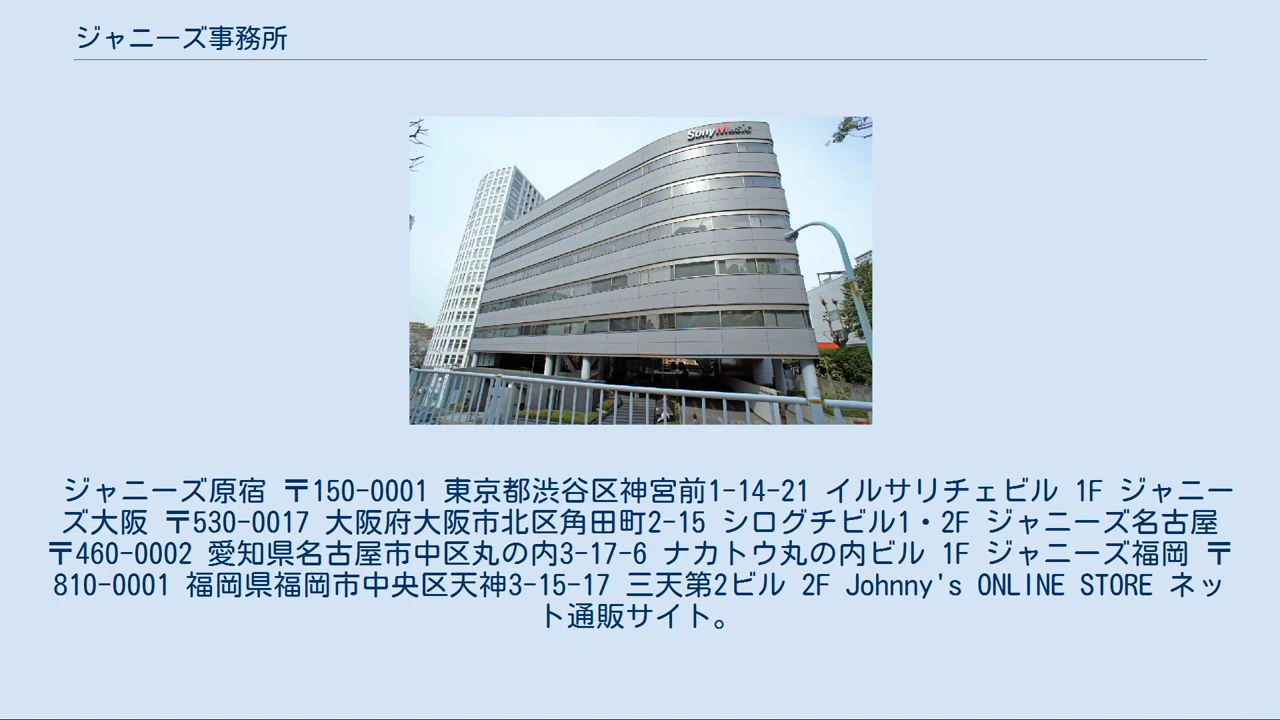 ジャニーズ事務所
Sony Music
ジャニーズ原宿 〒150-0001 東京都渋谷区神宮前1-14-21 イルサリチェビル 1F ジャニー
ズ大阪 〒530-0017 大阪府大阪市北区角田町2-15 シログチビル1・2F ジャニーズ名古屋
〒460-0002 愛知県名古屋市中区丸の内3-17-6 ナカトウ丸の内ビル 1F ジャニーズ福岡 〒
810-0001 福岡県福岡市中央区天神3-15-17 三天第2ビル 2F Johnny's ONLINE STORE ネッ
ト通販サイト。